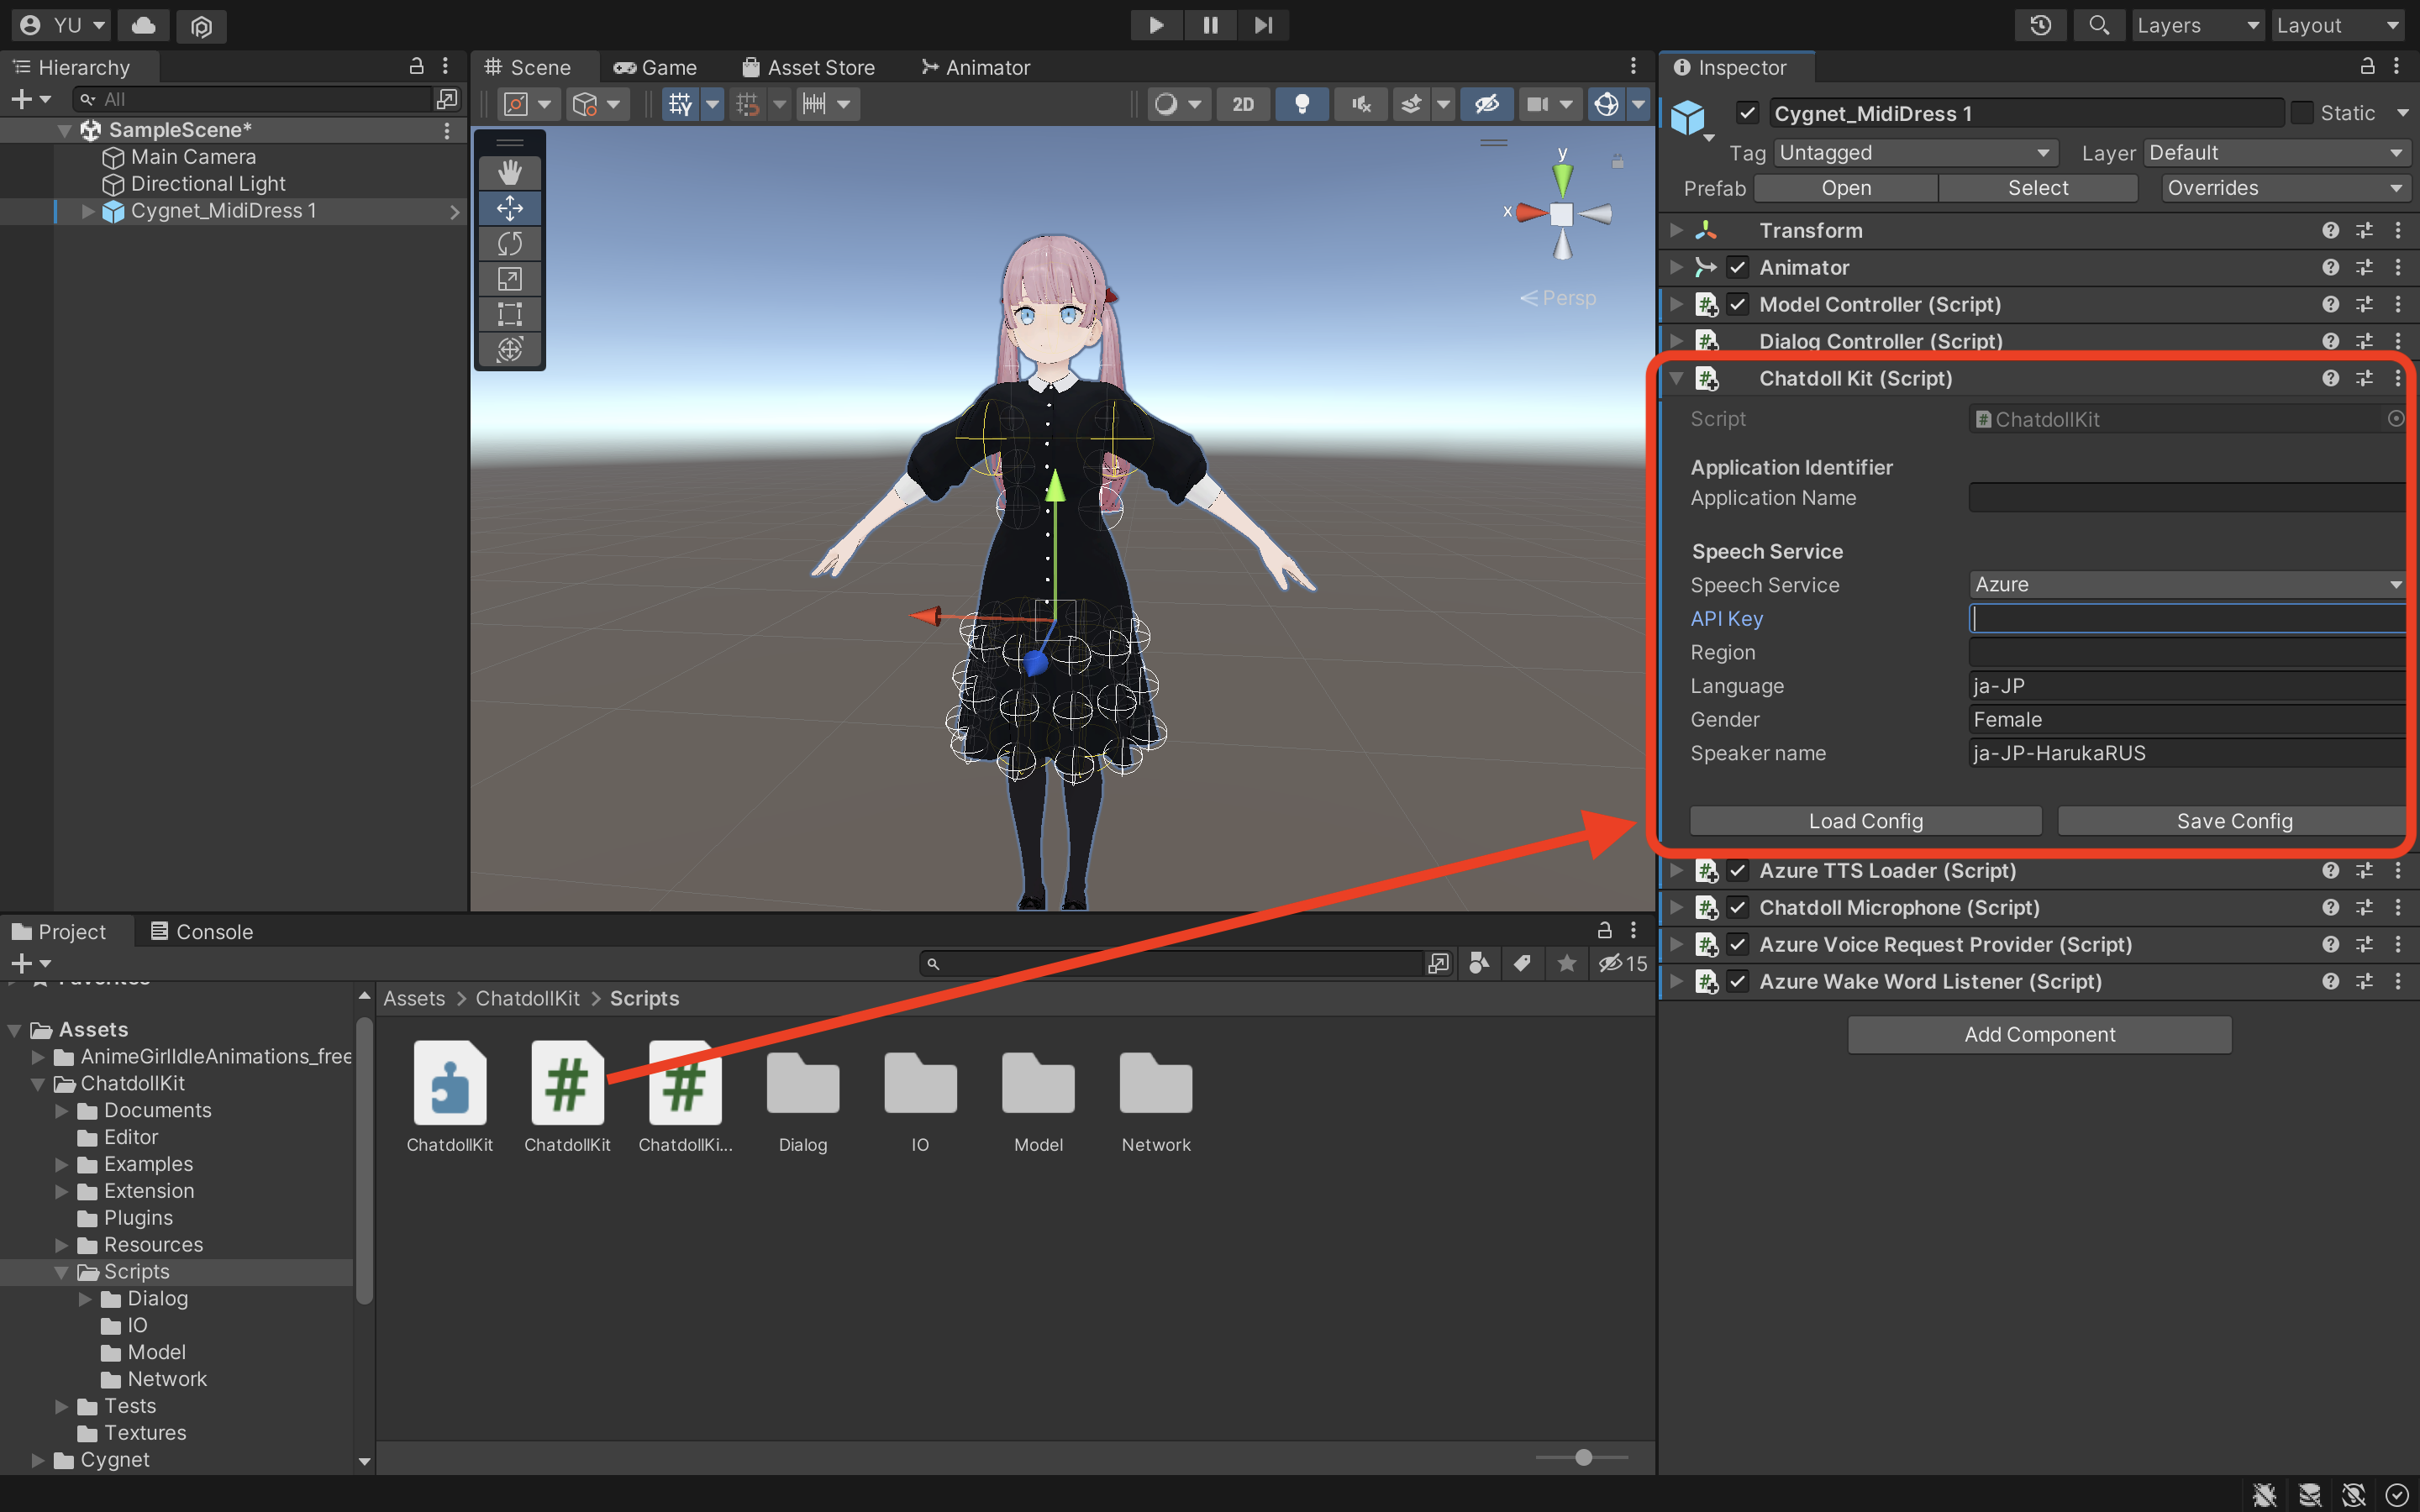 YU
Layers
Layout
Hierarchy
All
SampleScene*
Main Camera
Directional Light
Cygnet_MidiDress 1
Scene
Game
Asset Store
Animator
2D
y
x
Persp
Inspector
Cygnet_MidiDress 1
Static
Tag Untagged
Layer Default
Prefab Open Select Overrides
Transform
Animator
Model Controller (Script)
Dialog Controller (Script)
Chatdoll Kit (Script)
Script ChatdollKit
Application Identifier
Application Name
Speech Service
Speech Service Azure
API Key
Region
Language ja-JP
Gender Female
Speaker name ja-JP-HarukaRUS
Load Config Save Config
Azure TTS Loader (Script)
Chatdoll Microphone (Script)
Azure Voice Request Provider (Script)
Azure Wake Word Listener (Script)
Add Component
Project
Console
15
Favorites
Assets
AnimeGirlIdleAnimations_free
ChatdollKit
Documents
Editor
Examples
Extension
Plugins
Resources
Scripts
Dialog
IO
Model
Network
Tests
Textures
Cygnet
Assets > ChatdollKit > Scripts
ChatdollKit
ChatdollKit
ChatdollKi...
Dialog
IO
Model
Network